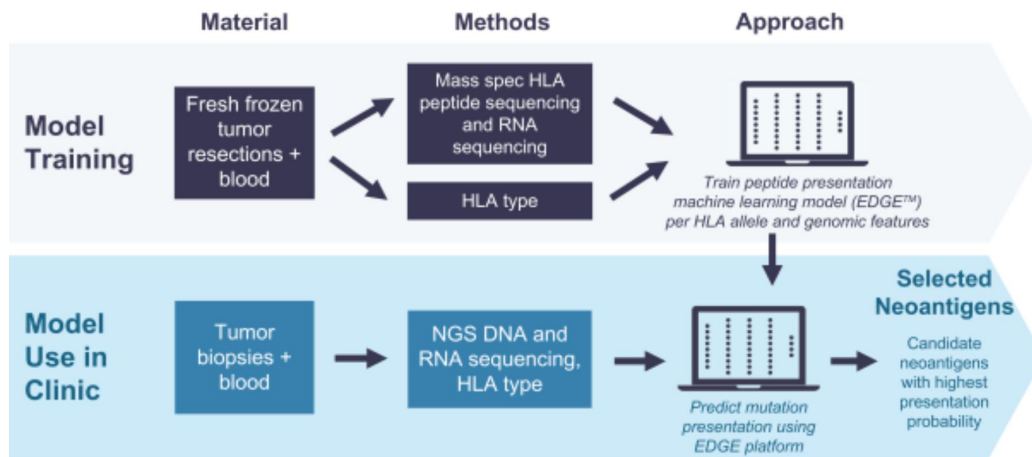 Material
Methods
Approach
Model
Training
Fresh frozen
tumor
resections +
blood
Mass spec HLA
peptide sequencing
and RNA
sequencing
HLA type
Train peptide presentation
machine learning model (EDGE™)
per HLA allele and genomic features
Model
Use in
Clinic
Tumor
biopsies +
blood
NGS DNA and
RNA sequencing,
HLA type
Predict mutation
presentation using
EDGE platform
Selected
Neoantigens
Candidate
neoantigens
with highest
presentation
probability